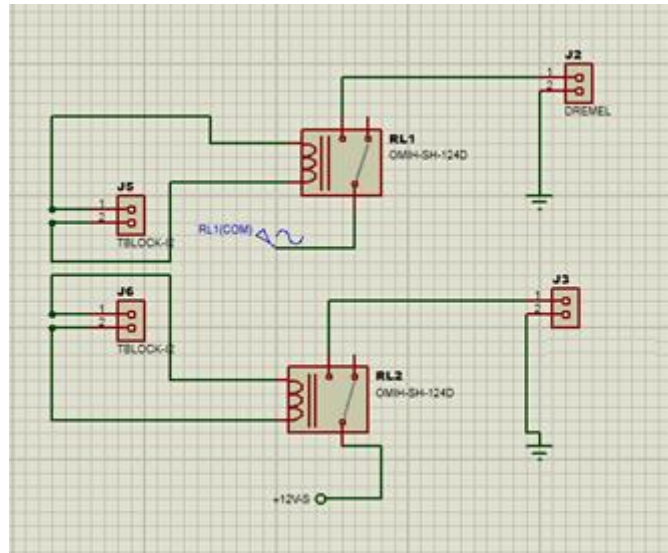 J2
1
2
DREMEL
RL1
OMIH-SH-124D
J5
1
2
TBLOCK-I2
RL1(COM)
J6
1
2
TBLOCK-I2
J3
1
2
RL2
OMIH-SH-124D
+12V-S